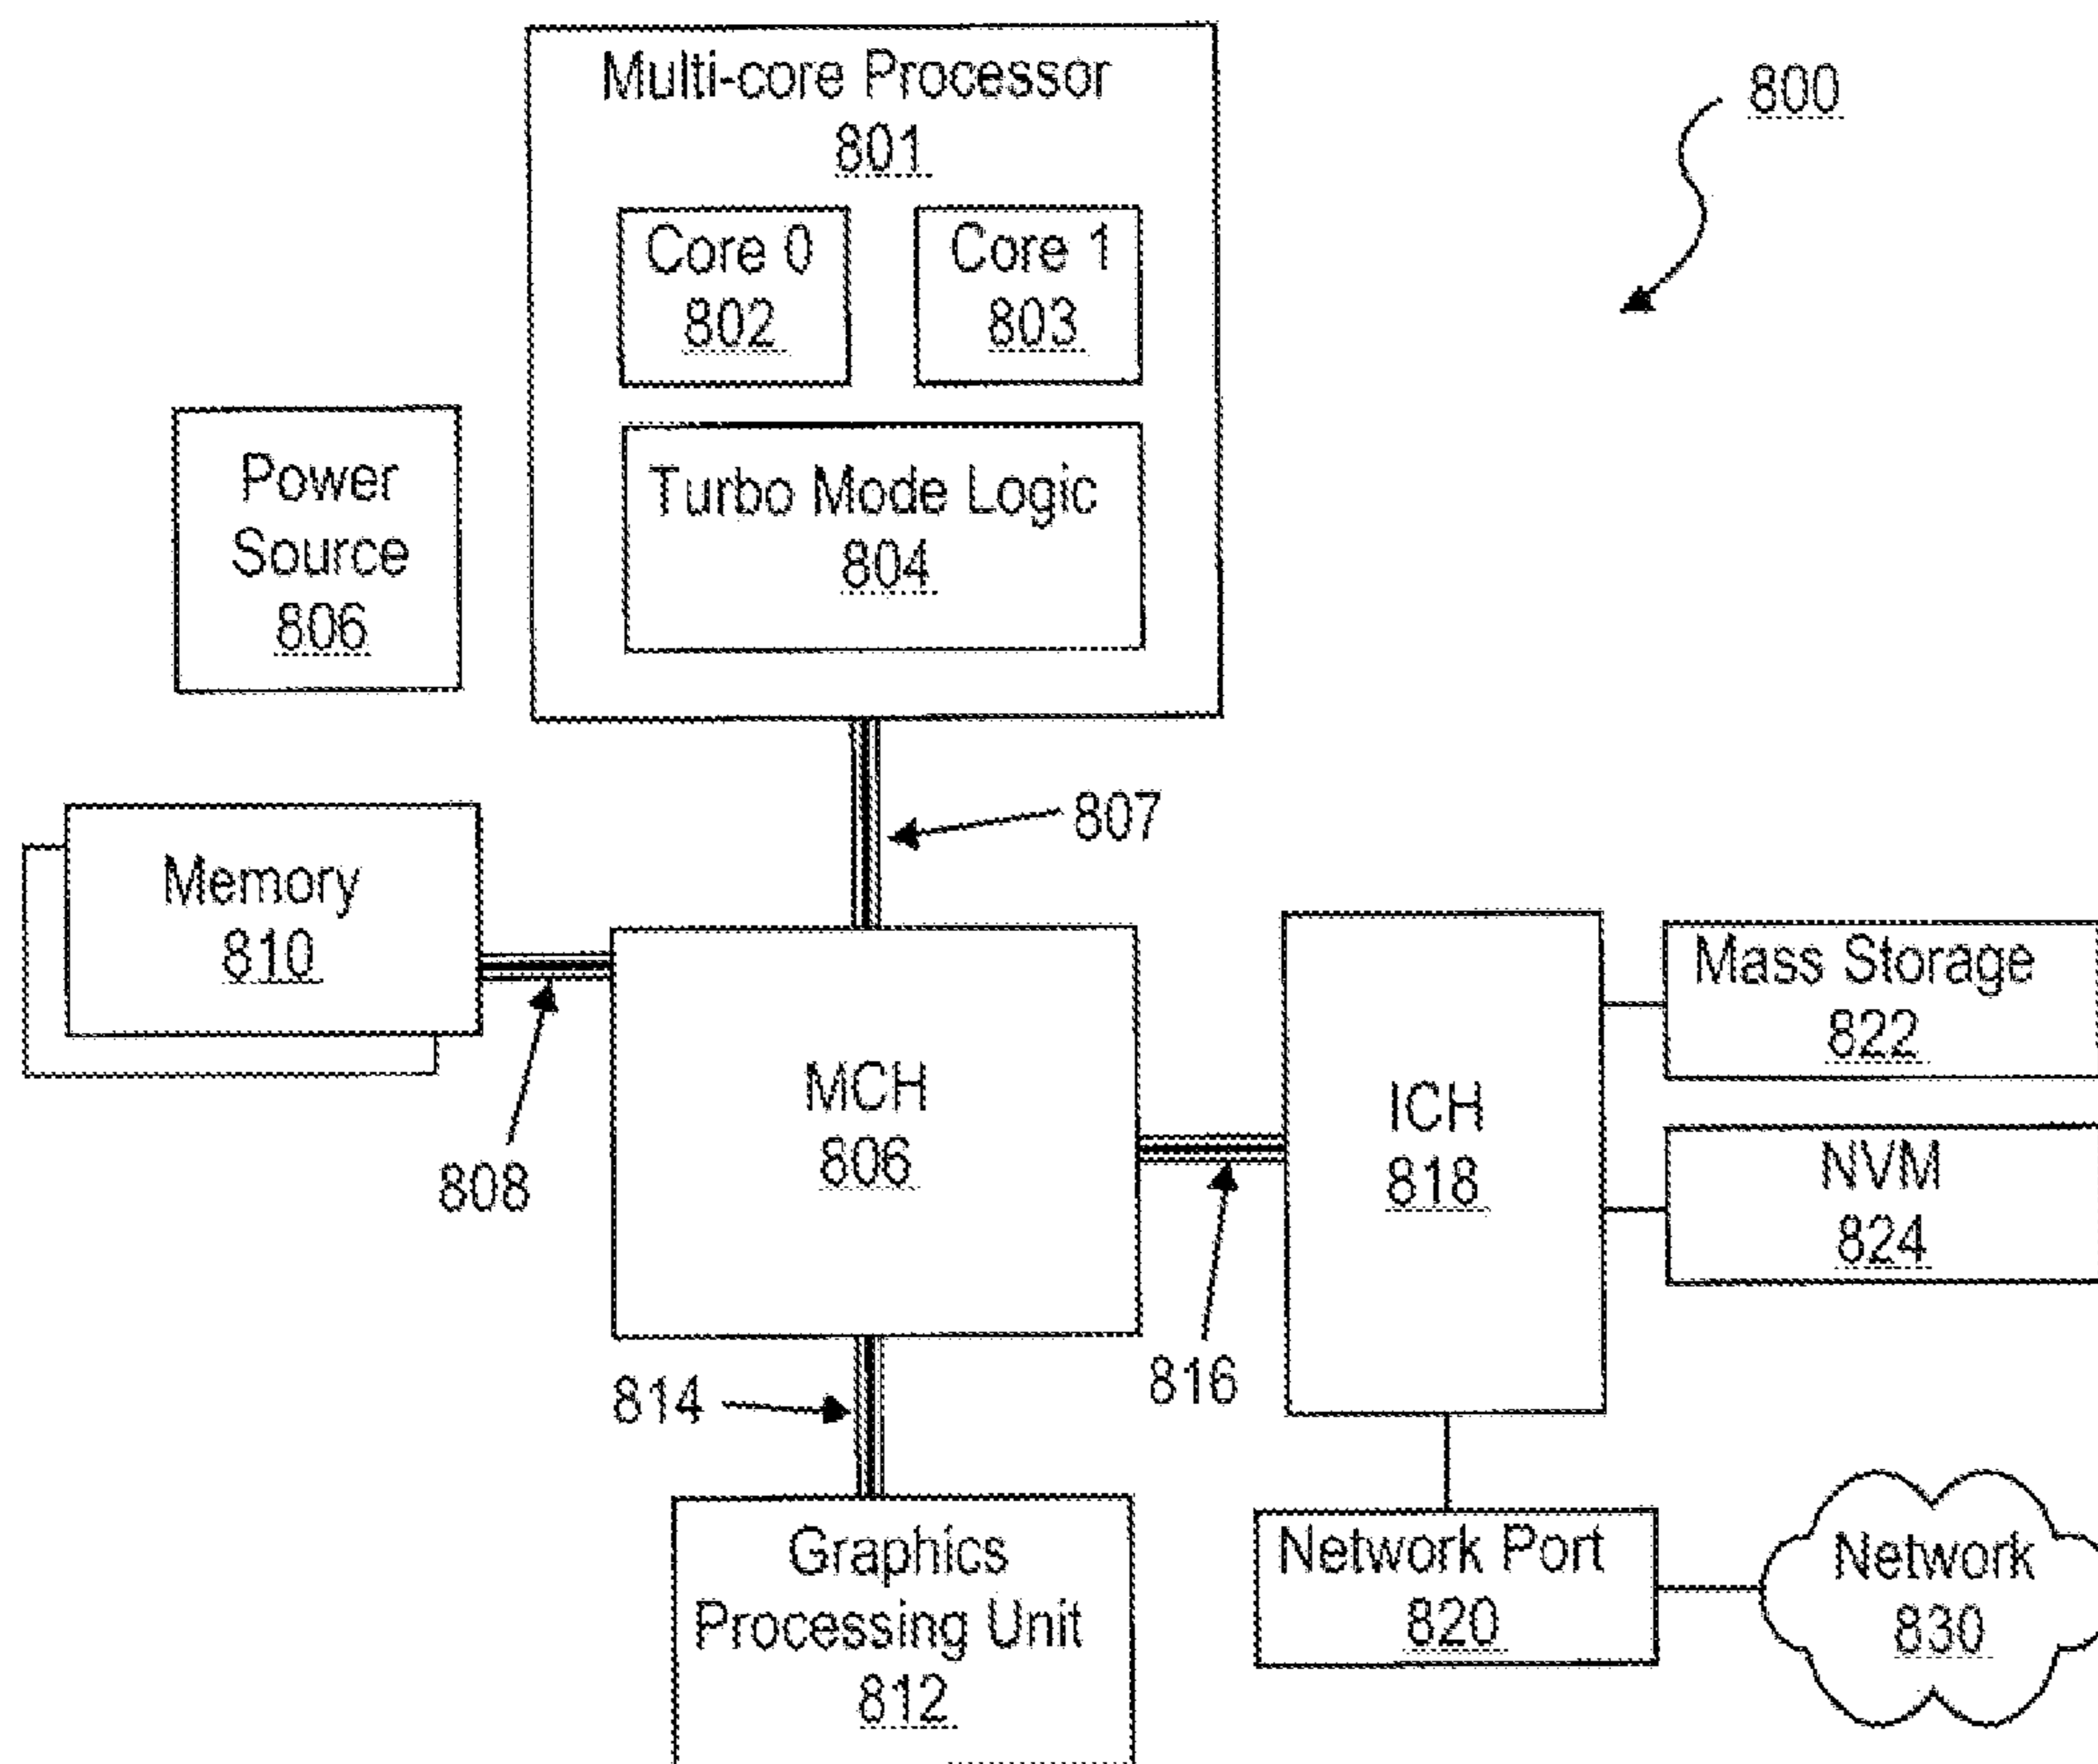 Multi-core Processor
801
800
Core 0
802
Core 1
803
Turbo Mode Logic
804
Power
Source
806
807
Memory
810
808
MCH
806
ICH
818
Mass Storage
822
NVM
824
816
814
Graphics
Processing Unit
812
Network Port
820
Network
830